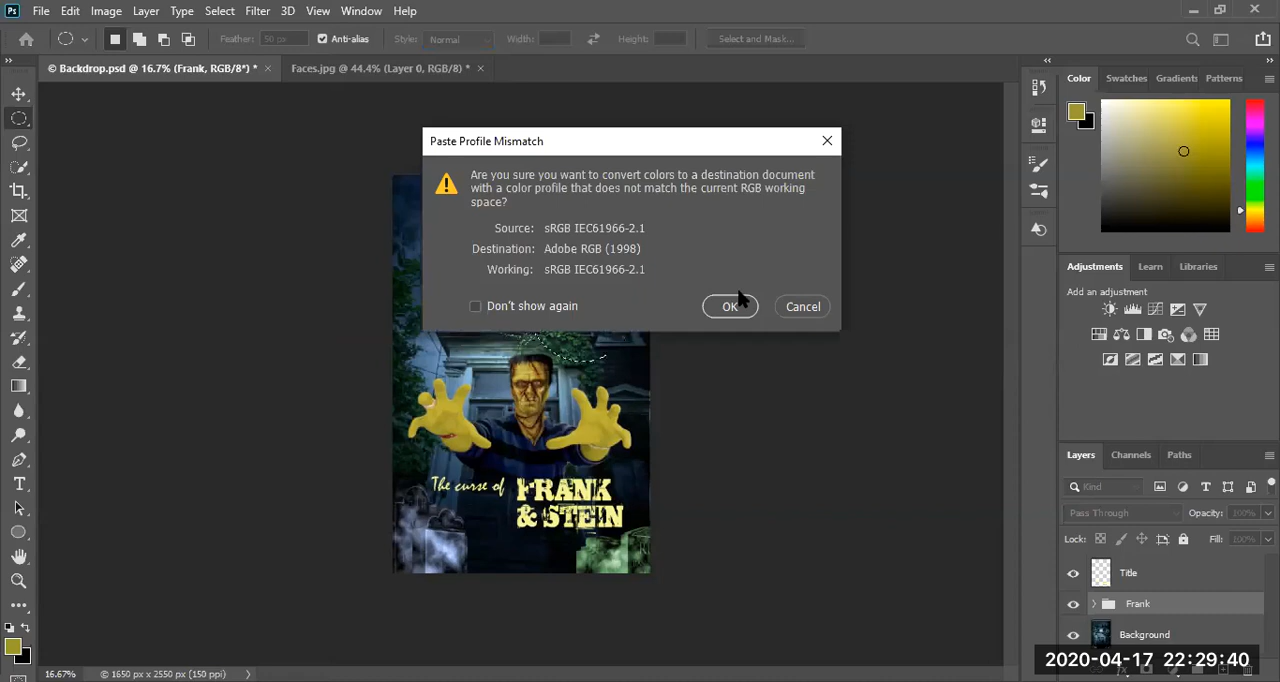 Ps File Edit Image Layer Type Select Filter 3D View Window Help
Feather: 50 px Anti-alias Style: Normal Width: Height: Select and Mask...
© Backdrop.psd @ 16.7% (Frank, RGB/8*) * × Faces.jpg @ 44.4% (Layer 0, RGB/8) * ×
Color Swatches Gradients Patterns
Paste Profile Mismatch
Are you sure you want to convert colors to a destination document
with a color profile that does not match the current RGB working
space?
Source: sRGB IEC61966-2.1
Destination: Adobe RGB (1998)
Working: sRGB IEC61966-2.1
Don't show again OK Cancel
Adjustments Learn Libraries
Add an adjustment
The curse of FRANK
& STEIN
Layers Channels Paths
Kind
Pass Through Opacity: 100%
Lock: Fill: 100%
Title
Frank
Background
2020-04-17 22:29:40
16.67% © 1650 px x 2550 px (150 ppi)